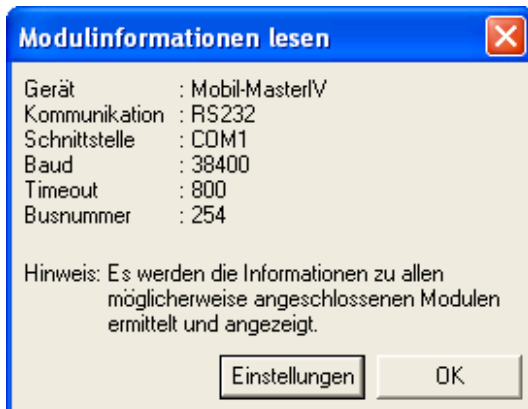 Modulinformationen lesen
Gerät : Mobil-MasterIV
Kommunikation : RS232
Schnittstelle : COM1
Baud : 38400
Timeout : 800
Busnummer : 254
Hinweis: Es werden die Informationen zu allen
möglicherweise angeschlossenen Modulen
ermittelt und angezeigt.
Einstellungen OK